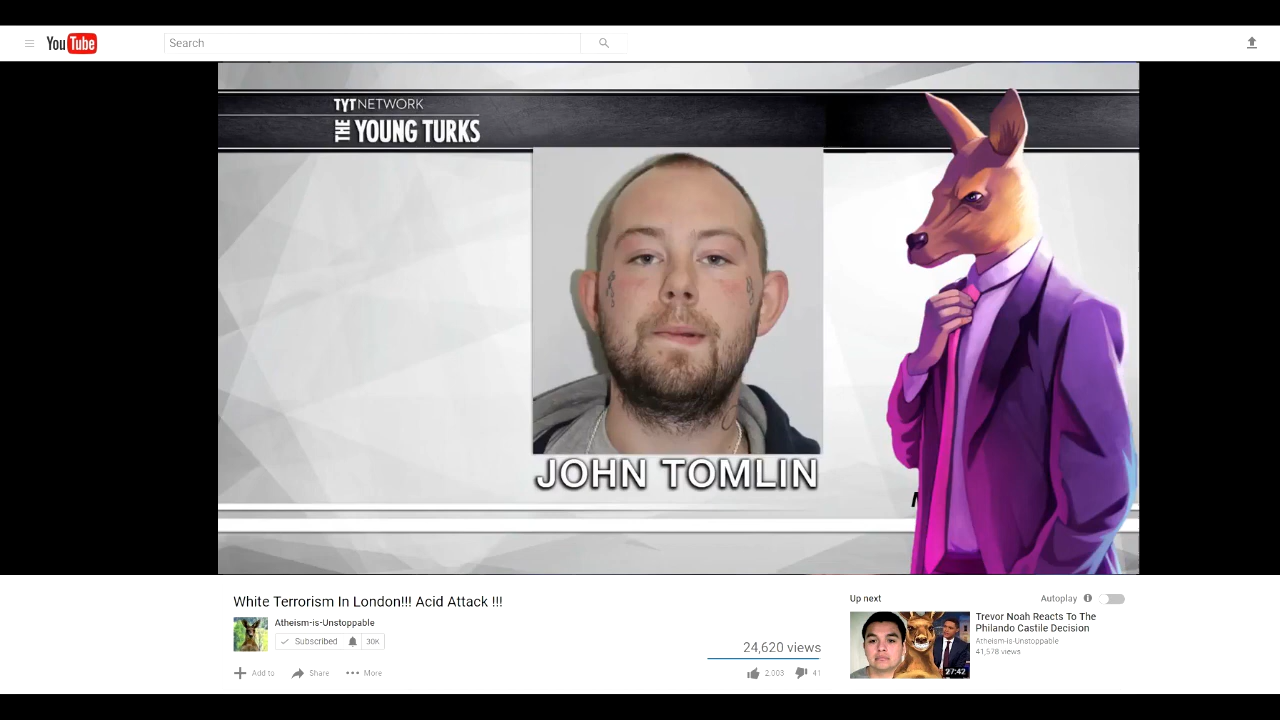 YouTube
Search
TYT NETWORK
THE YOUNG TURKS
JOHN TOMLIN
White Terrorism In London!!! Acid Attack !!!
Atheism-is-Unstoppable
Subscribed 30K
24,620 views
Add to Share More
2,003 41
Up next Autoplay
Trevor Noah Reacts To The
Philando Castile Decision
Atheism-is-Unstoppable
41,578 views
27:42